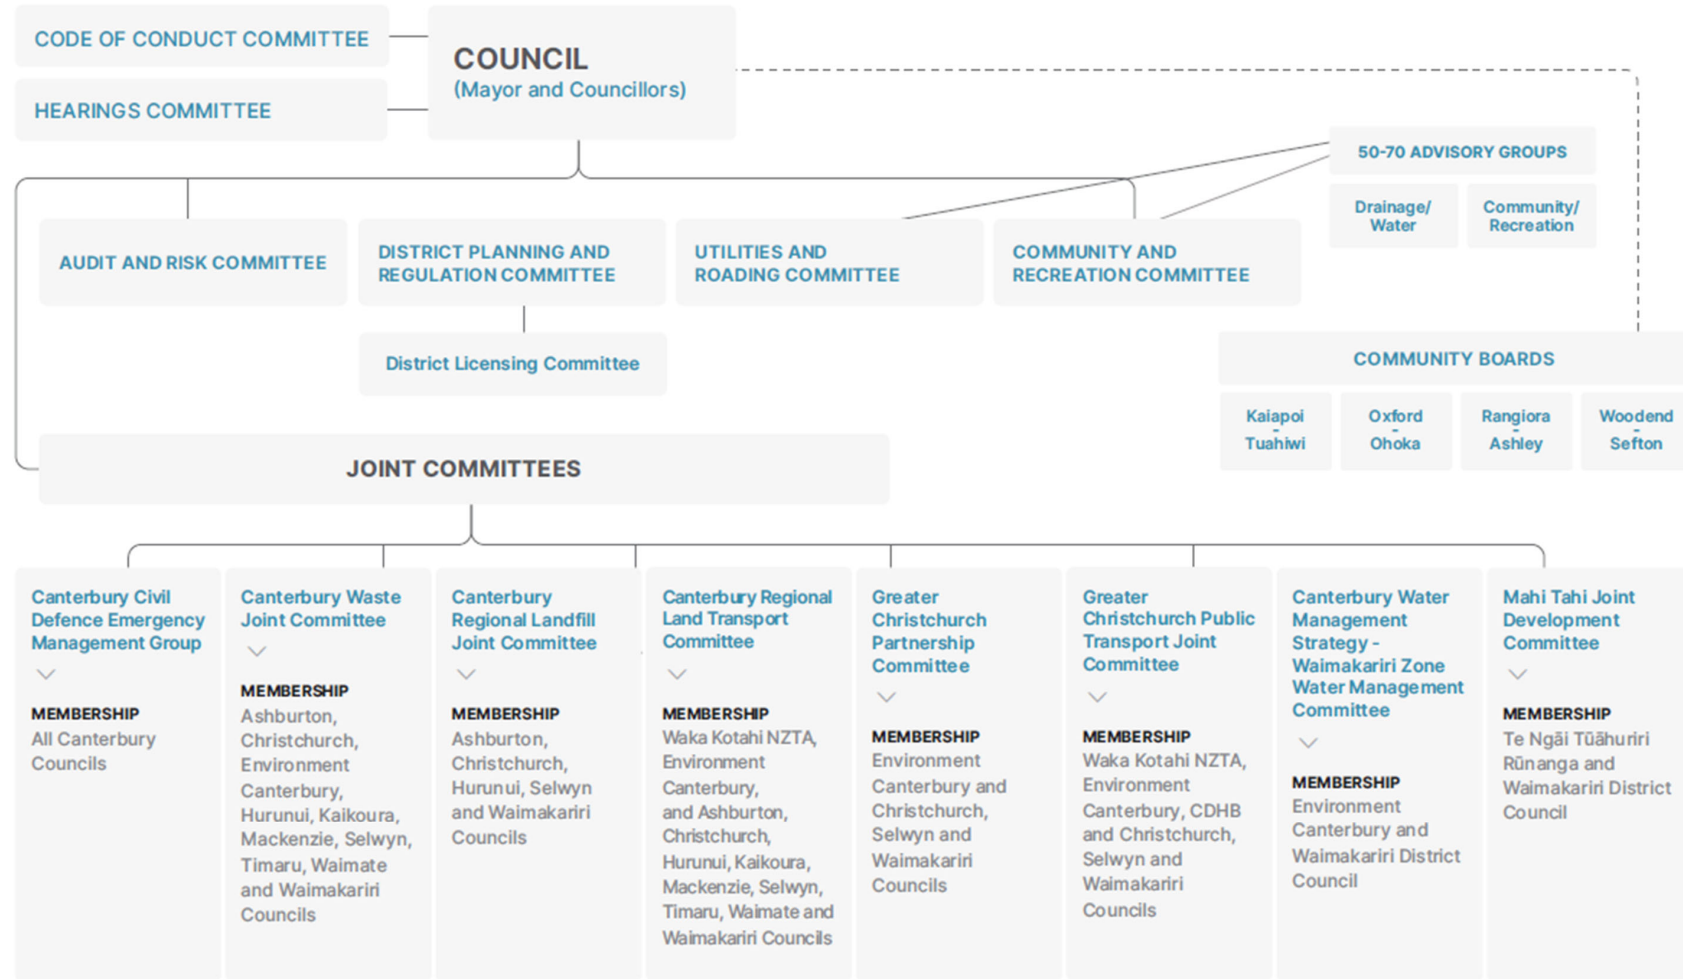 CODE OF CONDUCT COMMITTEE
HEARINGS COMMITTEE
COUNCIL
(Mayor and Councillors)
50-70 ADVISORY GROUPS
Drainage/
Water
Community/
Recreation
AUDIT AND RISK COMMITTEE
DISTRICT PLANNING AND
REGULATION COMMITTEE
UTILITIES AND
ROADING COMMITTEE
COMMUNITY AND
RECREATION COMMITTEE
District Licensing Committee
COMMUNITY BOARDS
Kaiapoi
-
Tuahiwi
Oxford
-
Ohoka
Rangiora
-
Ashley
Woodend
-
Sefton
JOINT COMMITTEES
Canterbury Civil
Defence Emergency
Management Group
MEMBERSHIP
All Canterbury
Councils
Canterbury Waste
Joint Committee
MEMBERSHIP
Ashburton,
Christchurch,
Environment
Canterbury,
Hurunui, Kaikoura,
Mackenzie, Selwyn,
Timaru, Waimate
and Waimakariri
Councils
Canterbury
Regional Landfill
Joint Committee
MEMBERSHIP
Ashburton,
Christchurch,
Hurunui, Selwyn
and Waimakariri
Councils
Canterbury Regional
Land Transport
Committee
MEMBERSHIP
Waka Kotahi NZTA,
Environment
Canterbury,
and Ashburton,
Christchurch,
Hurunui, Kaikoura,
Mackenzie, Selwyn,
Timaru, Waimate and
Waimakariri Councils
Greater
Christchurch
Partnership
Committee
MEMBERSHIP
Environment
Canterbury and
Christchurch,
Selwyn and
Waimakariri
Councils
Greater
Christchurch Public
Transport Joint
Committee
MEMBERSHIP
Waka Kotahi NZTA,
Environment
Canterbury, CDHB
and Christchurch,
Selwyn and
Waimakariri
Councils
Canterbury Water
Management
Strategy -
Waimakariri Zone
Water Management
Committee
MEMBERSHIP
Environment
Canterbury and
Waimakariri District
Council
Mahi Tahi Joint
Development
Committee
MEMBERSHIP
Te Ngāi Tūāhuriri
Rūnanga and
Waimakariri District
Council